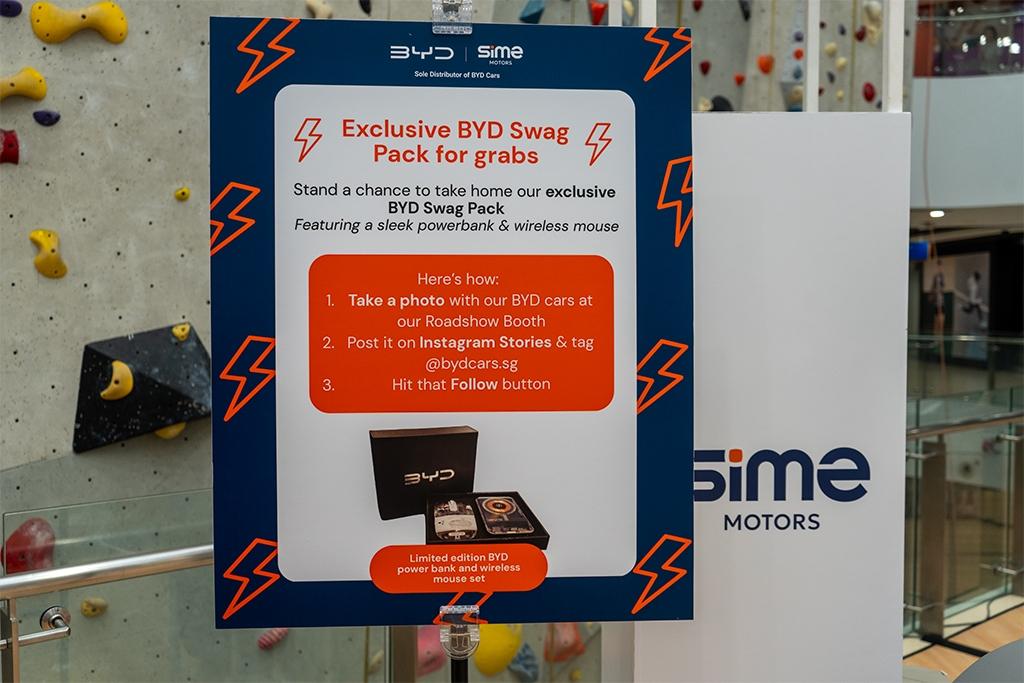 BYD | sime
MOTORS
Sole Distributor of BYD Cars
Exclusive BYD Swag
Pack for grabs
Stand a chance to take home our exclusive
BYD Swag Pack
Featuring a sleek powerbank & wireless mouse
Here's how:
1. Take a photo with our BYD cars at
our Roadshow Booth
2. Post it on Instagram Stories & tag
@bydcars.sg
3. Hit that Follow button
BYD
Limited edition BYD
power bank and wireless
mouse set
sime
MOTORS